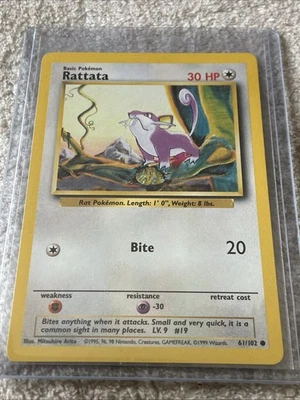 Basic Pokémon
Rattata 30 HP
Rat Pokémon. Length: 1' 0", Weight: 8 lbs.
Bite 20
weakness resistance retreat cost
-30
Bites anything when it attacks. Small and very quick, it is a
common sight in many places. LV. 9 #19
Illus. Mitsuhiro Arita ©1995, 96, 98 Nintendo, Creatures, GAMEFREAK. ©1999 Wizards. 61/102